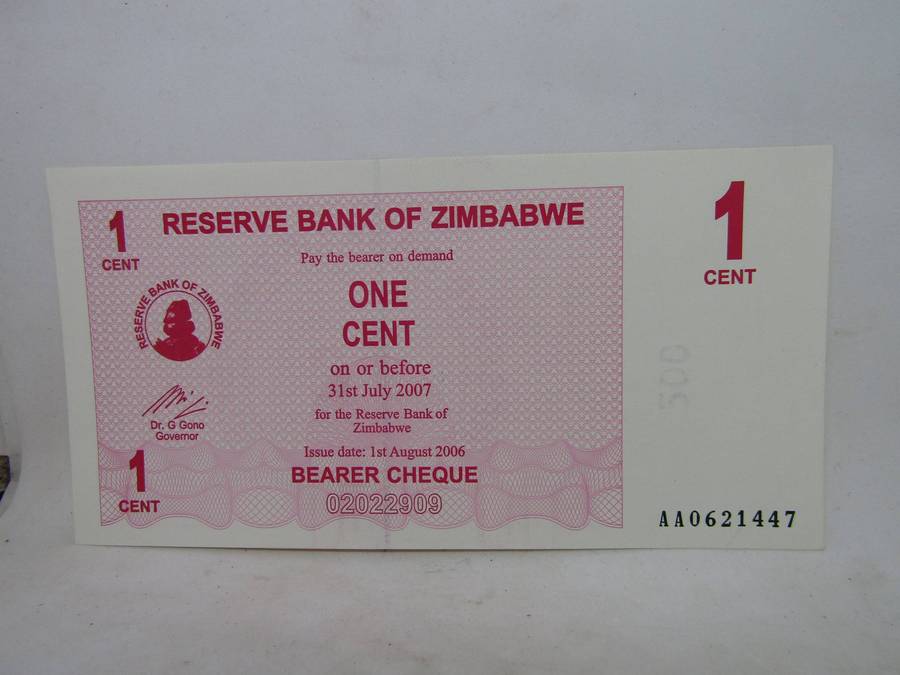 1
CENT
RESERVE BANK OF ZIMBABWE
Pay the bearer on demand
ONE
CENT
on or before
31st July 2007
for the Reserve Bank of
Zimbabwe
Issue date: 1st August 2006
BEARER CHEQUE
02022909
RESERVE BANK OF ZIMBABWE
Dr. G Gono
Governor
1
CENT
1
CENT
500
AA0621447